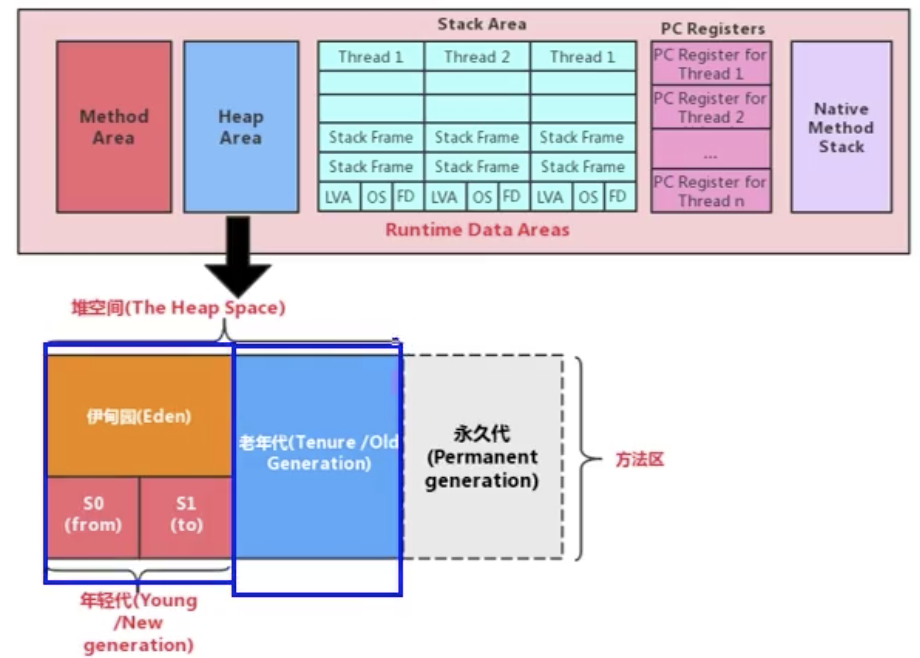 Stack Area
PC Registers
Method
Area
Heap
Area
Thread 1
Thread 2
Thread 1
Stack Frame
Stack Frame
Stack Frame
Stack Frame
Stack Frame
Stack Frame
LVA
OS
FD
LVA
OS
FD
LVA
OS
FD
PC Register for
Thread 1
PC Register for
Thread 2
...
PC Register for
Thread n
Native
Method
Stack
Runtime Data Areas
堆空间(The Heap Space)
伊甸园(Eden)
S0
(from)
S1
(to)
老年代(Tenure /Old
Generation)
永久代
(Permanent
generation)
方法区
年轻代(Young
/New
generation)